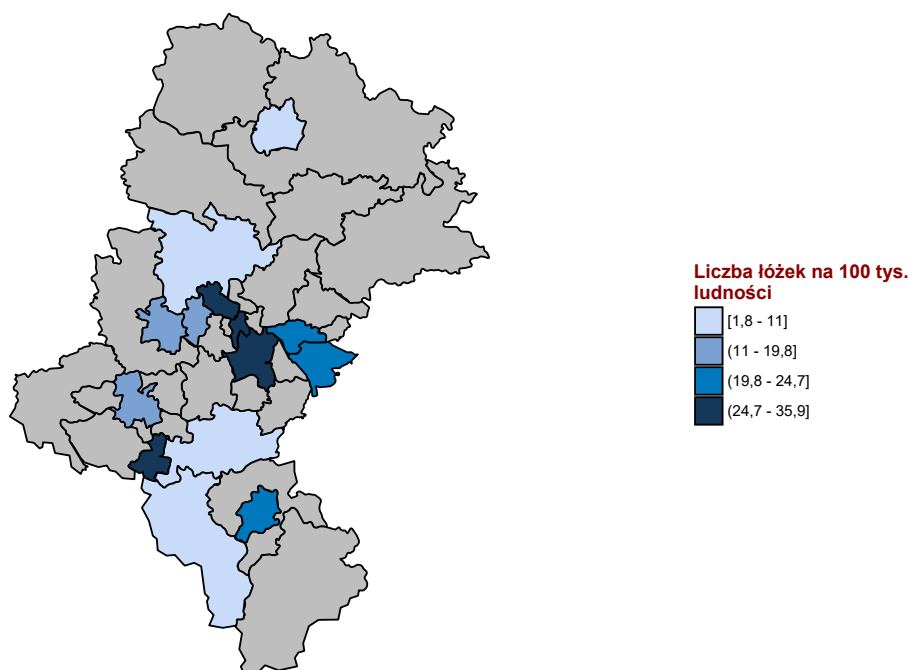 Liczba łóżek na 100 tys.
ludności
[1,8 - 11]
(11 - 19,8]
(19,8 - 24,7]
(24,7 - 35,9]